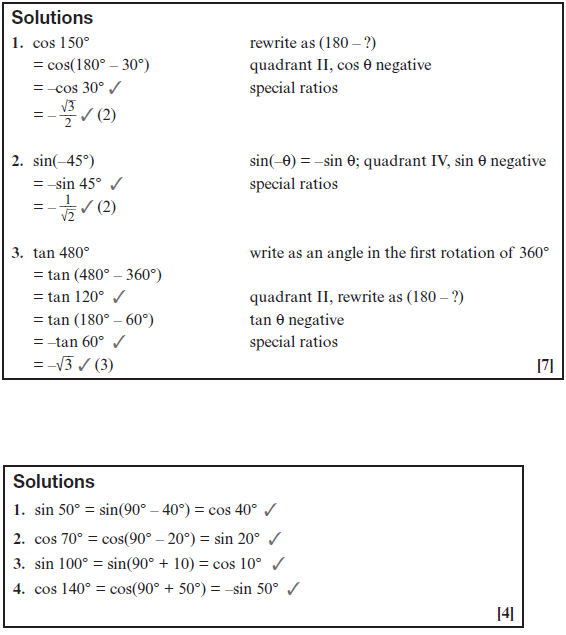 Solutions
1. cos 150° rewrite as (180 – ?)
= cos(180° – 30°) quadrant II, cos θ negative
= –cos 30° ✓ special ratios
= – √3/2 ✓ (2)
2. sin(–45°) sin(–θ) = –sin θ; quadrant IV, sin θ negative
= –sin 45° ✓ special ratios
= – 1/√2 ✓ (2)
3. tan 480° write as an angle in the first rotation of 360°
= tan (480° – 360°)
= tan 120° ✓ quadrant II, rewrite as (180 – ?)
= tan (180° – 60°) tan θ negative
= –tan 60° ✓ special ratios
= –√3 ✓ (3) [7]
Solutions
1. sin 50° = sin(90° – 40°) = cos 40° ✓
2. cos 70° = cos(90° – 20°) = sin 20° ✓
3. sin 100° = sin(90° + 10) = cos 10° ✓
4. cos 140° = cos(90° + 50°) = –sin 50° ✓
[4]